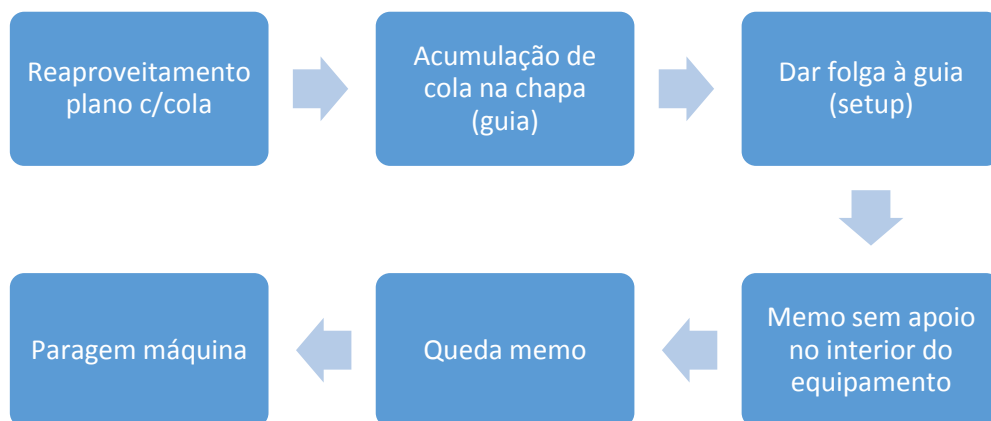 Reaproveitamento
plano c/cola
Acumulação de
cola na chapa
(guia)
Dar folga à guia
(setup)
Memo sem apoio
no interior do
equipamento
Queda memo
Paragem máquina